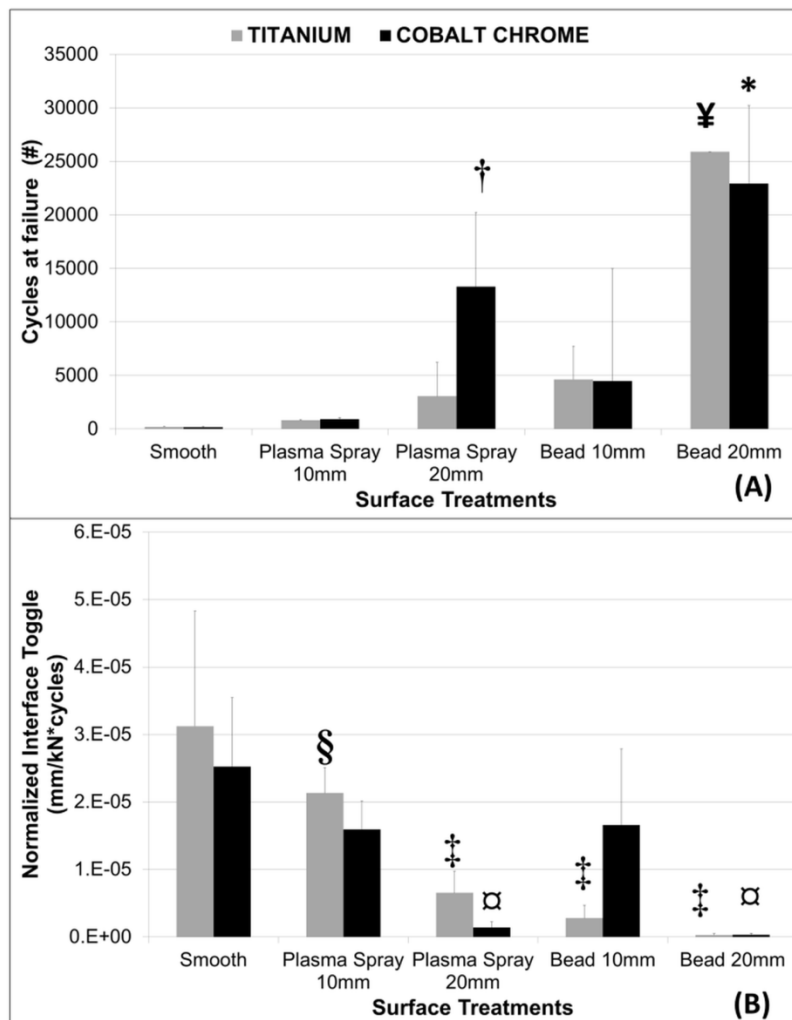 TITANIUM COBALT CHROME
35000
30000
25000
20000
15000
10000
5000
0
Cycles at failure (#)
¥
*
†
Smooth
Plasma Spray 10mm
Plasma Spray 20mm
Bead 10mm
Bead 20mm
Surface Treatments
(A)
6.E-05
5.E-05
4.E-05
3.E-05
2.E-05
1.E-05
0.E+00
Normalized Interface Toggle
(mm/kN*cycles)
§
‡
¤
‡
‡
¤
Smooth
Plasma Spray 10mm
Plasma Spray 20mm
Bead 10mm
Bead 20mm
Surface Treatments
(B)